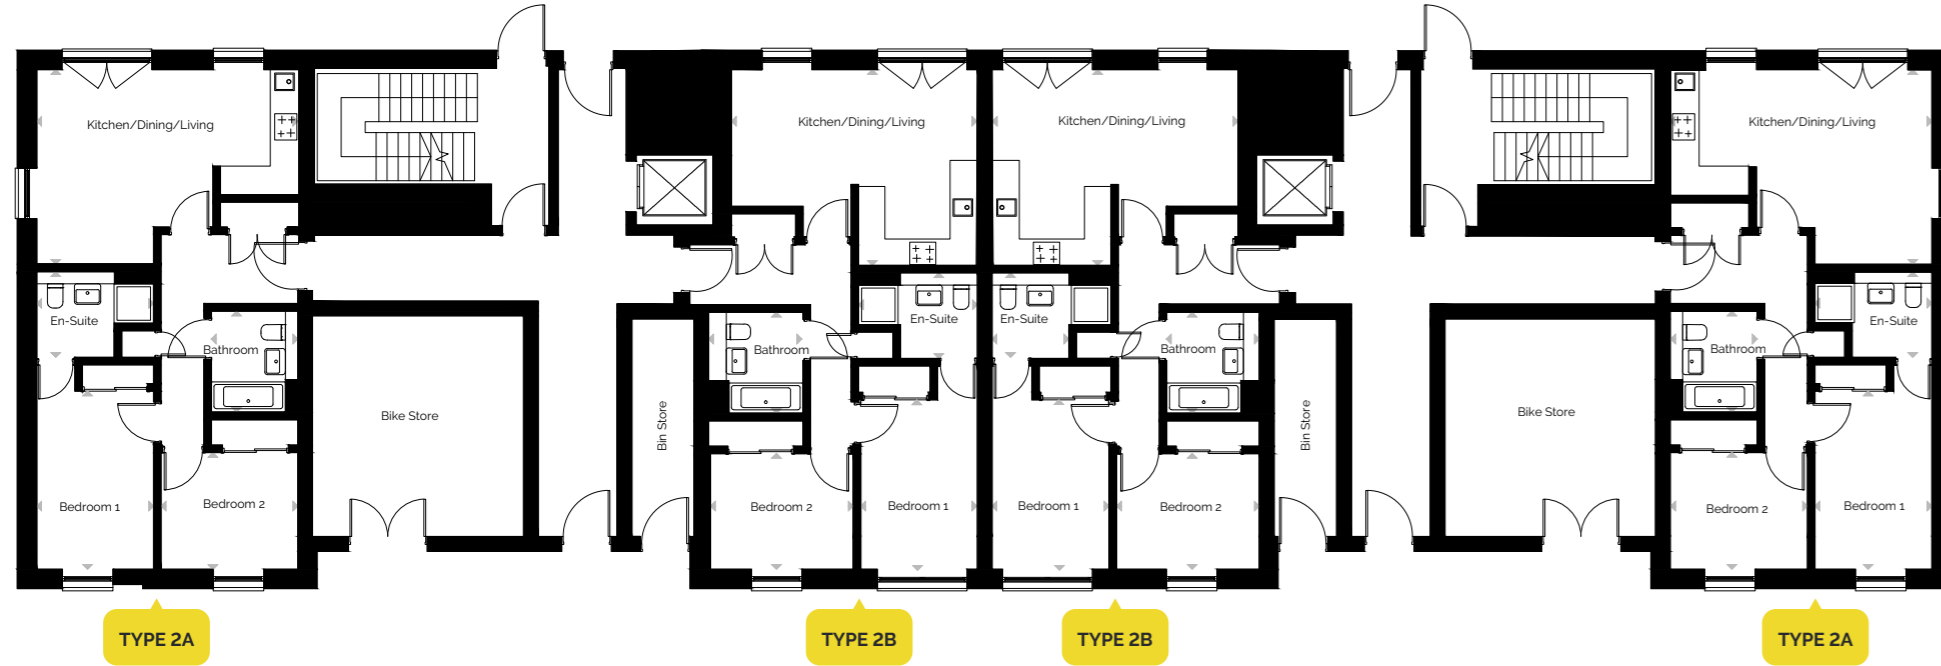 Kitchen/Dining/Living
Kitchen/Dining/Living
Kitchen/Dining/Living
Kitchen/Dining/Living
En-Suite
Bathroom
Bathroom
En-Suite
En-Suite
Bathroom
Bathroom
En-Suite
Bike Store
Bin Store
Bin Store
Bike Store
Bedroom 1
Bedroom 2
Bedroom 2
Bedroom 1
Bedroom 1
Bedroom 2
Bedroom 2
Bedroom 1
TYPE 2A
TYPE 2B
TYPE 2B
TYPE 2A